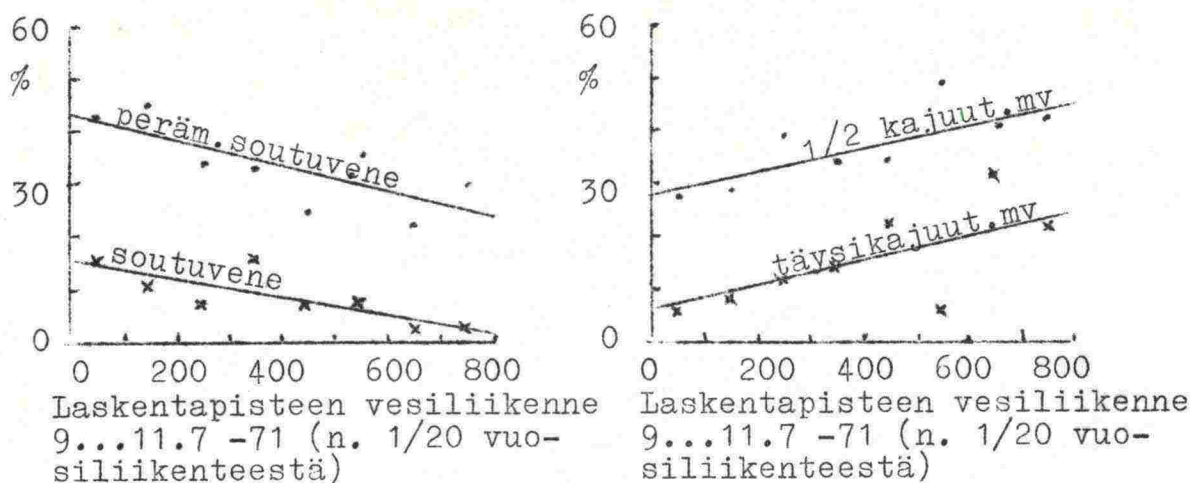 60
%
30
0
peräm soutuvene
soutuvene
0 200 400 600 800
Laskentapisteen vesiliikenne
9...11.7 -71 (n. 1/20 vuo-
siliikenteestä)
60
%
30
0
1/2 kajuut mv
täysikajuut mv
0 200 400 600 800
Laskentapisteen vesiliikenne
9...11.7 -71 (n. 1/20 vuo-
siliikenteestä)